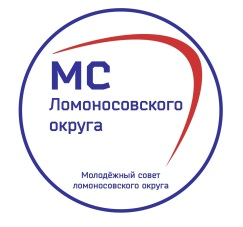 МС
Ломоносовского
округа
Молодёжный совет
ломоносовского округа